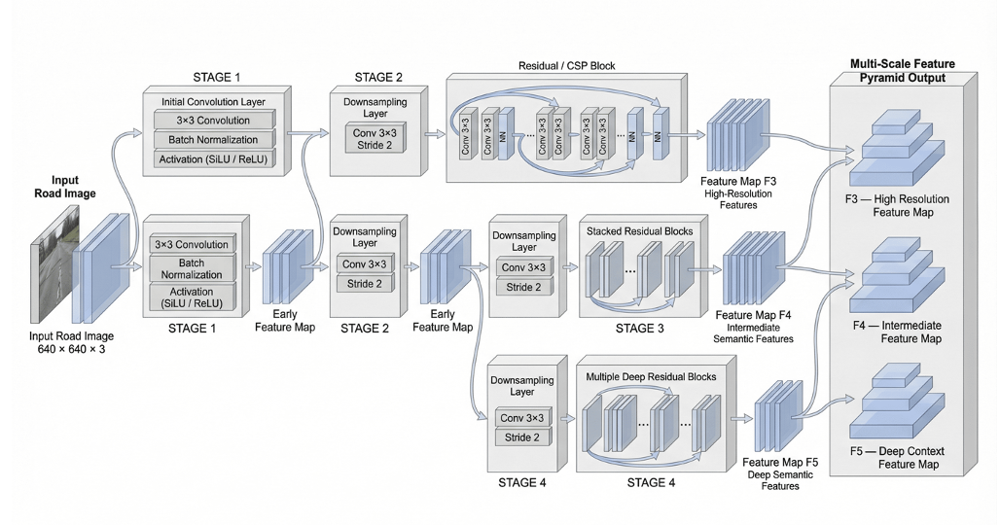 Multi-Scale Feature
Pyramid Output
STAGE 1
Initial Convolution Layer
3×3 Convolution
Batch Normalization
Activation (SiLU / ReLU)
STAGE 2
Downsampling
Layer
Conv 3×3
Stride 2
Residual / CSP Block
Conv 3×3
Conv 3×3
NN
...
Conv 3×3
Conv 3×3
Conv 3×3
Conv 3×3
...
NN
NN
Feature Map F3
High-Resolution
Features
F3 — High Resolution
Feature Map
Input
Road Image
Input Road Image
640 × 640 × 3
3×3 Convolution
Batch
Normalization
Activation
(SiLU / ReLU)
STAGE 1
Early
Feature Map
Downsampling
Layer
Conv 3×3
Stride 2
STAGE 2
Early
Feature Map
Downsampling
Layer
Conv 3×3
Stride 2
Stacked Residual Blocks
...
STAGE 3
Feature Map F4
Intermediate
Semantic Features
F4 — Intermediate
Feature Map
Downsampling
Layer
Conv 3×3
Stride 2
STAGE 4
Multiple Deep Residual Blocks
... ...
STAGE 4
Feature Map F5
Deep Semantic
Features
F5 — Deep Context
Feature Map